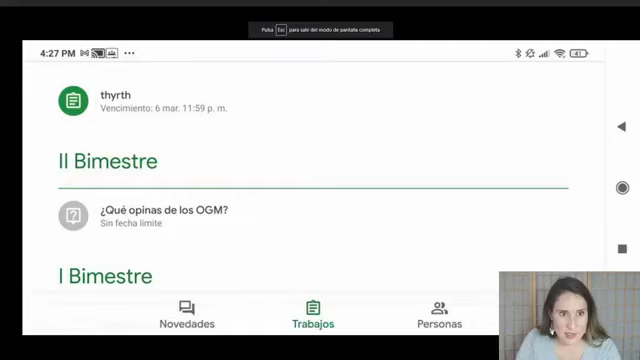 Pulsa Esc para salir del modo de pantalla completa
4:27 PM
41
thyrth
Vencimiento: 6 mar. 11:59 p. m.
II Bimestre
¿Qué opinas de los OGM?
Sin fecha límite
I Bimestre
Novedades Trabajos Personas